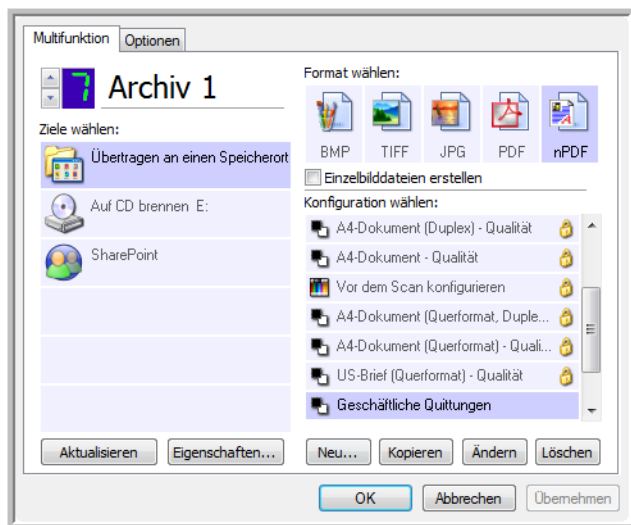 Multifunktion
Optionen
7 Archiv 1
Ziele wählen:
Übertragen an einen Speicherort
Auf CD brennen E:
SharePoint
Aktualisieren
Eigenschaften...
Format wählen:
BMP TIFF JPG PDF nPDF
Einzelbilddateien erstellen
Konfiguration wählen:
A4-Dokument (Duplex) - Qualität
A4-Dokument - Qualität
Vor dem Scan konfigurieren
A4-Dokument (Querformat, Duple...
A4-Dokument (Querformat) - Quali...
US-Brief (Querformat) - Qualität
Geschäftliche Quittungen
Neu... Kopieren Ändern Löschen
OK Abbrechen Übernehmen